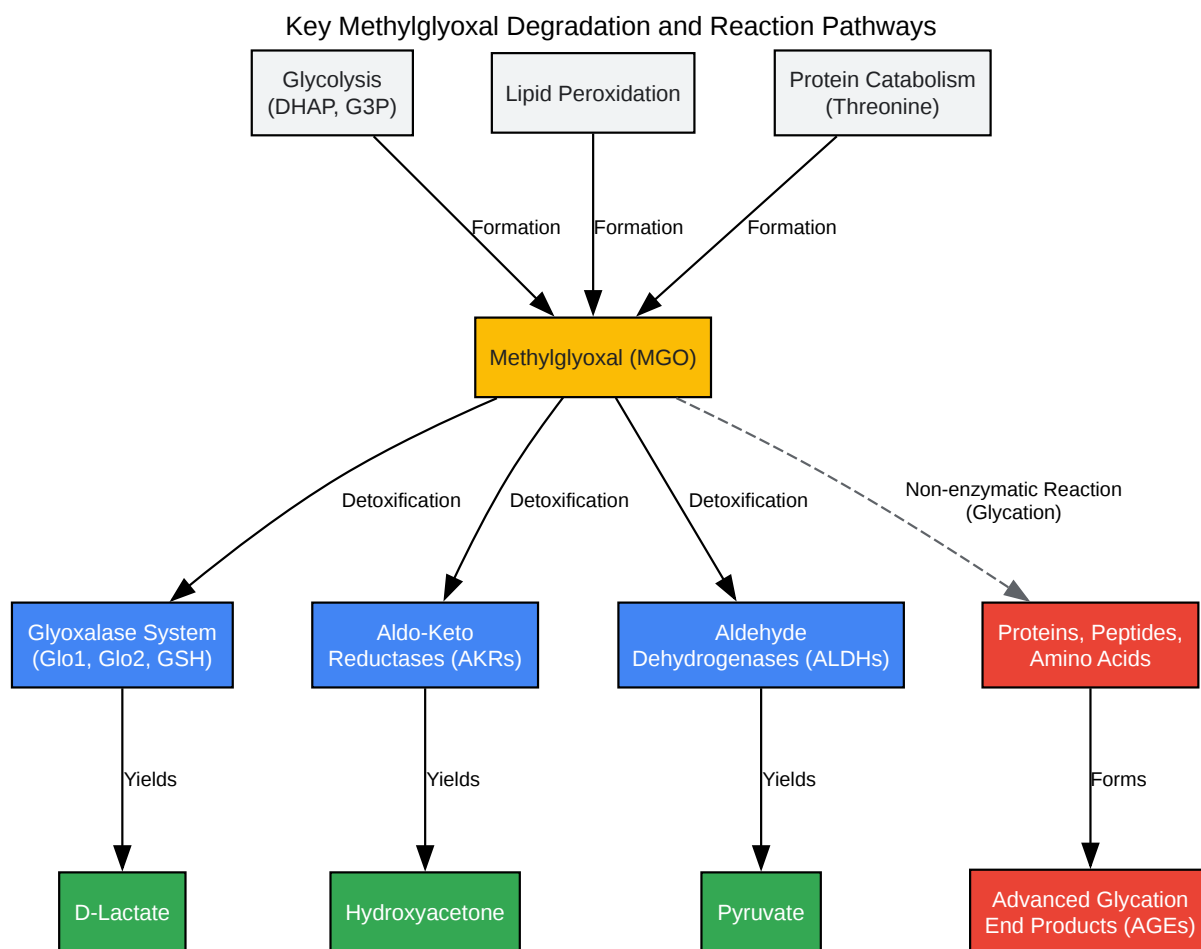 Key Methylglyoxal Degradation and Reaction Pathways
Glycolysis
(DHAP, G3P)
Lipid Peroxidation
Protein Catabolism
(Threonine)
Formation
Formation
Formation
Methylglyoxal (MGO)
Detoxification
Detoxification
Detoxification
Non-enzymatic Reaction
(Glycation)
Glyoxalase System
(Glo1, Glo2, GSH)
Aldo-Keto
Reductases (AKRs)
Aldehyde
Dehydrogenases (ALDHs)
Proteins, Peptides,
Amino Acids
Yields
Yields
Yields
Forms
D-Lactate
Hydroxyacetone
Pyruvate
Advanced Glycation
End Products (AGEs)